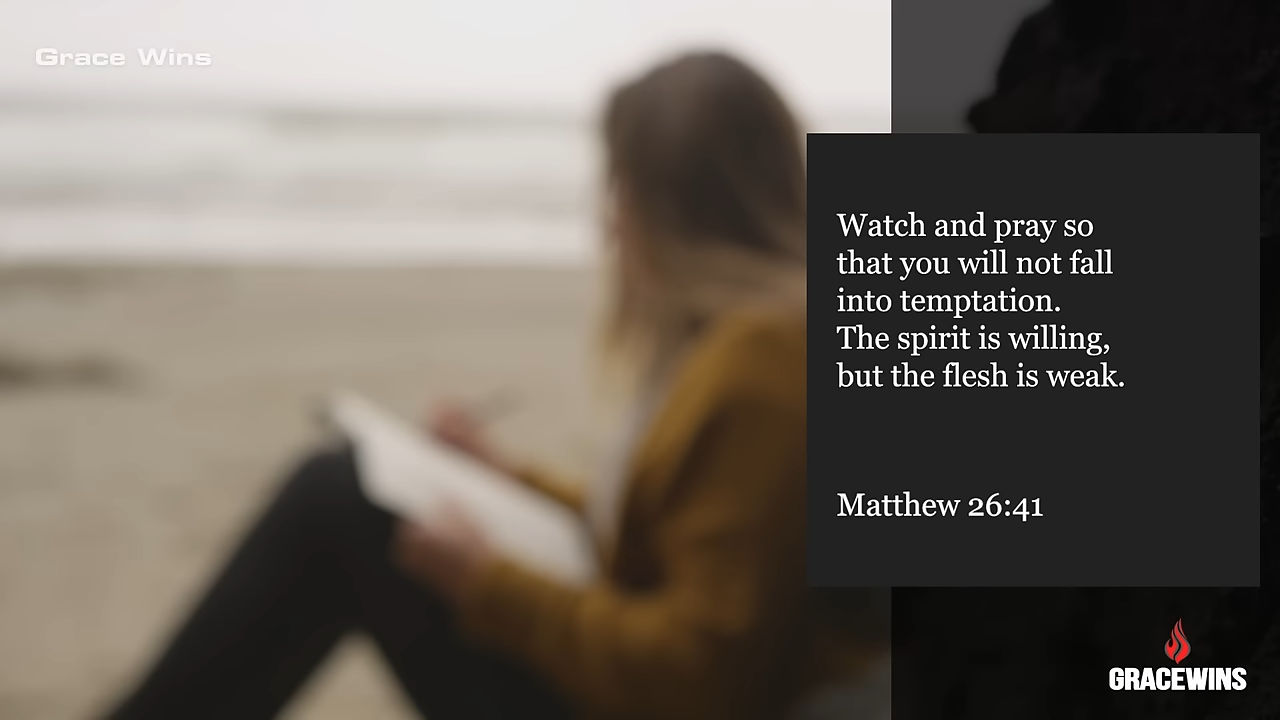 Grace Wins
Watch and pray so
that you will not fall
into temptation.
The spirit is willing,
but the flesh is weak.
Matthew 26:41
GRACEWINS